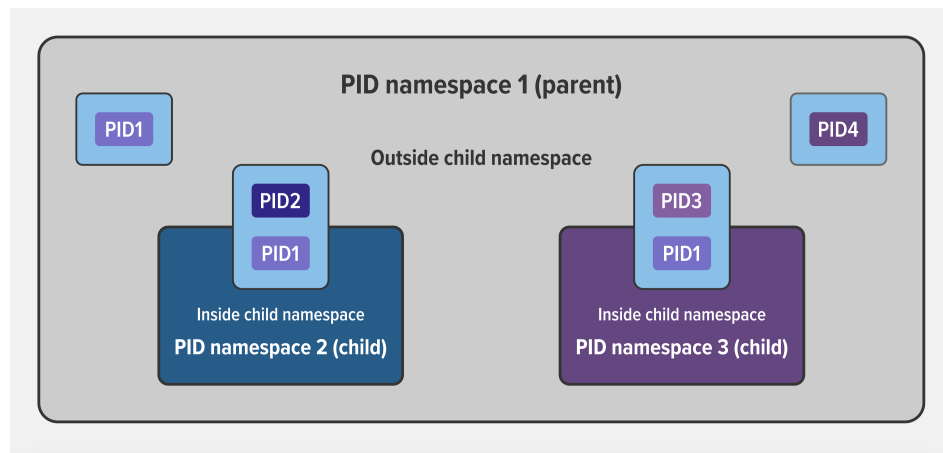 PID namespace 1 (parent)
PID1
PID4
Outside child namespace
PID2
PID1
Inside child namespace
PID namespace 2 (child)
PID3
PID1
Inside child namespace
PID namespace 3 (child)